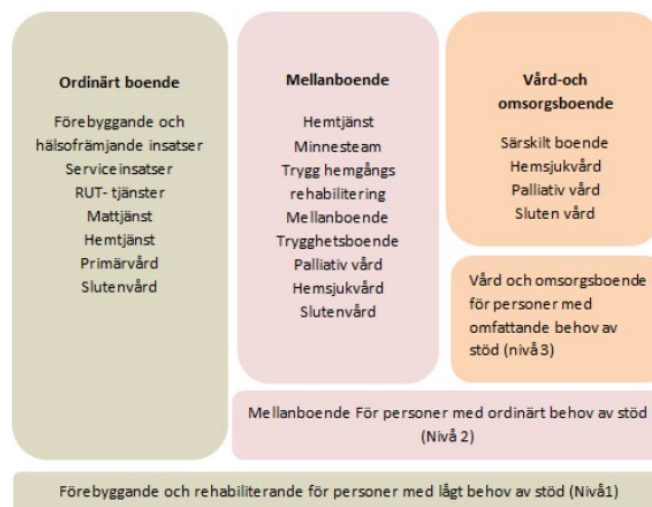 Ordinärt boende
Förebyggande och
hälsofrämjande insatser
Serviceinsatser
RUT- tjänster
Mattjänst
Hemtjänst
Primärvård
Slutenvård
Mellanboende
Hemtjänst
Minnesteam
Trygg hemgångs
rehabilitering
Mellanboende
Trygghetsboende
Palliativ vård
Hemsjukvård
Slutenvård
Vård-och
omsorgsboende
Särskilt boende
Hemsjukvård
Palliativ vård
Sluten vård
Vård och omsorgsboende
för personer med
omfattande behov av
stöd (nivå 3)
Mellanboende För personer med ordinärt behov av stöd
(Nivå 2)
Förebyggande och rehabiliterande för personer med lågt behov av stöd (Nivå1)